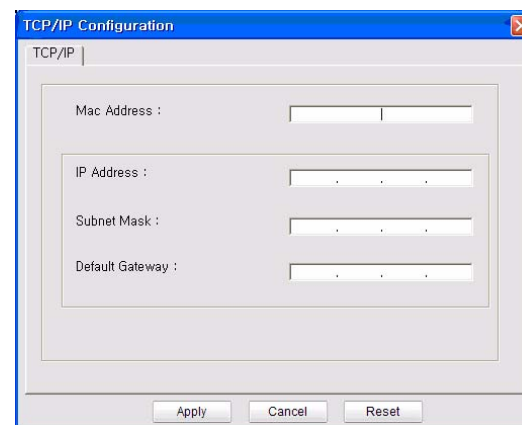 TCP/IP Configuration
TCP/IP
Mac Address :
IP Address :
. . .
Subnet Mask :
. . .
Default Gateway :
. . .
Apply Cancel Reset